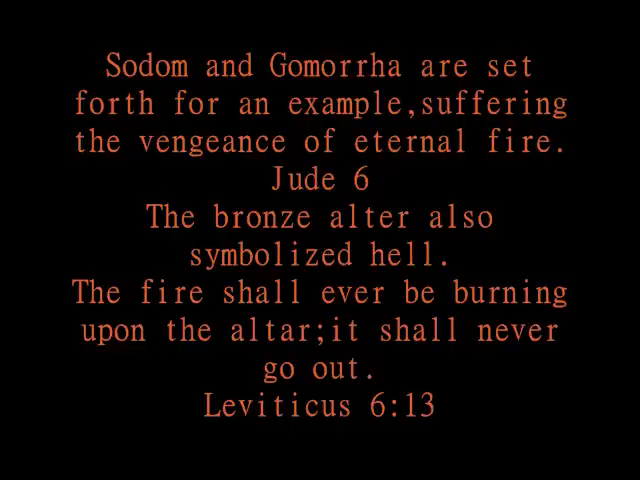 Sodom and Gomorrha are set
forth for an example,suffering
the vengeance of eternal fire.
Jude 6
The bronze alter also
symbolized hell.
The fire shall ever be burning
upon the altar;it shall never
go out.
Leviticus 6:13